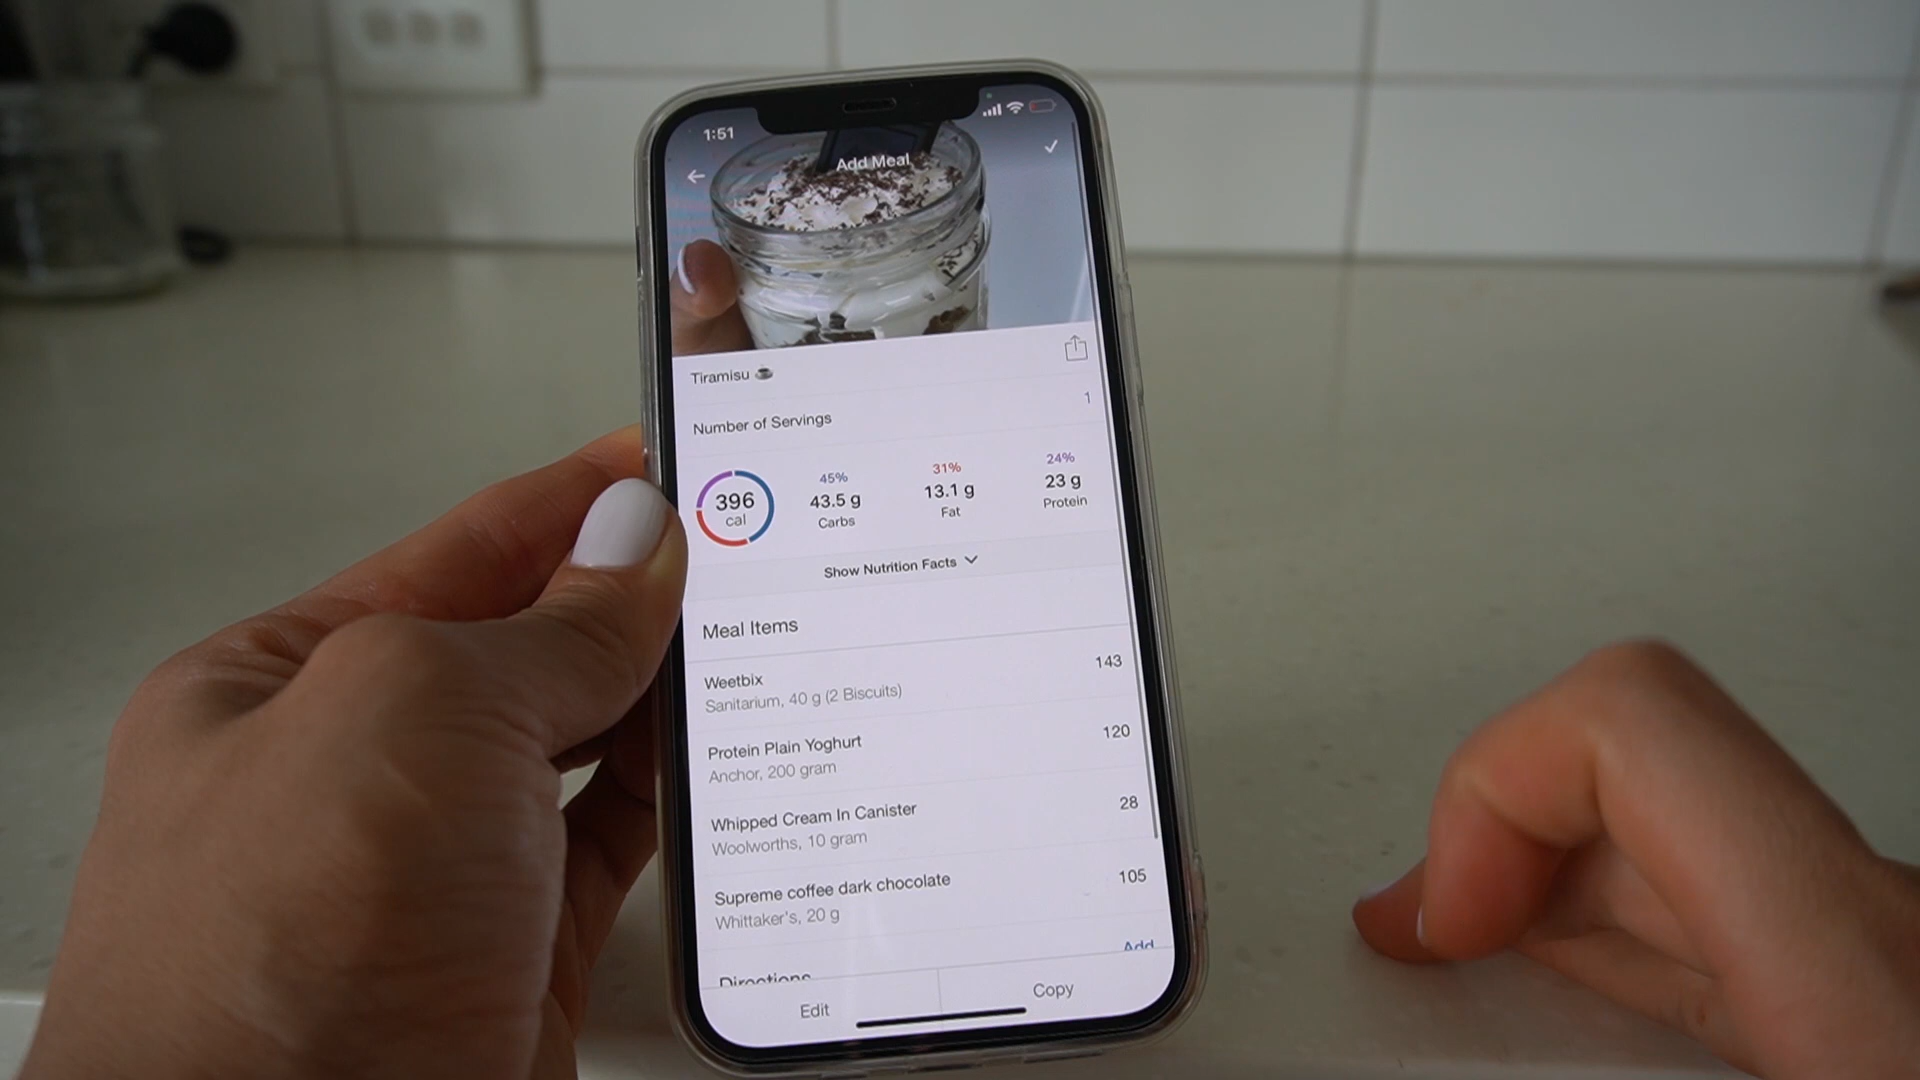 1:51
Add Meal
Tiramisu ☕
Number of Servings 1
396 cal
45% 31% 24%
43.5 g 13.1 g 23 g
Carbs Fat Protein
Show Nutrition Facts
Meal Items
Weetbix 143
Sanitarium, 40 g (2 Biscuits)
Protein Plain Yoghurt 120
Anchor, 200 gram
Whipped Cream In Canister 28
Woolworths, 10 gram
Supreme coffee dark chocolate 105
Whittaker's, 20 g
Directions Add
Edit Copy